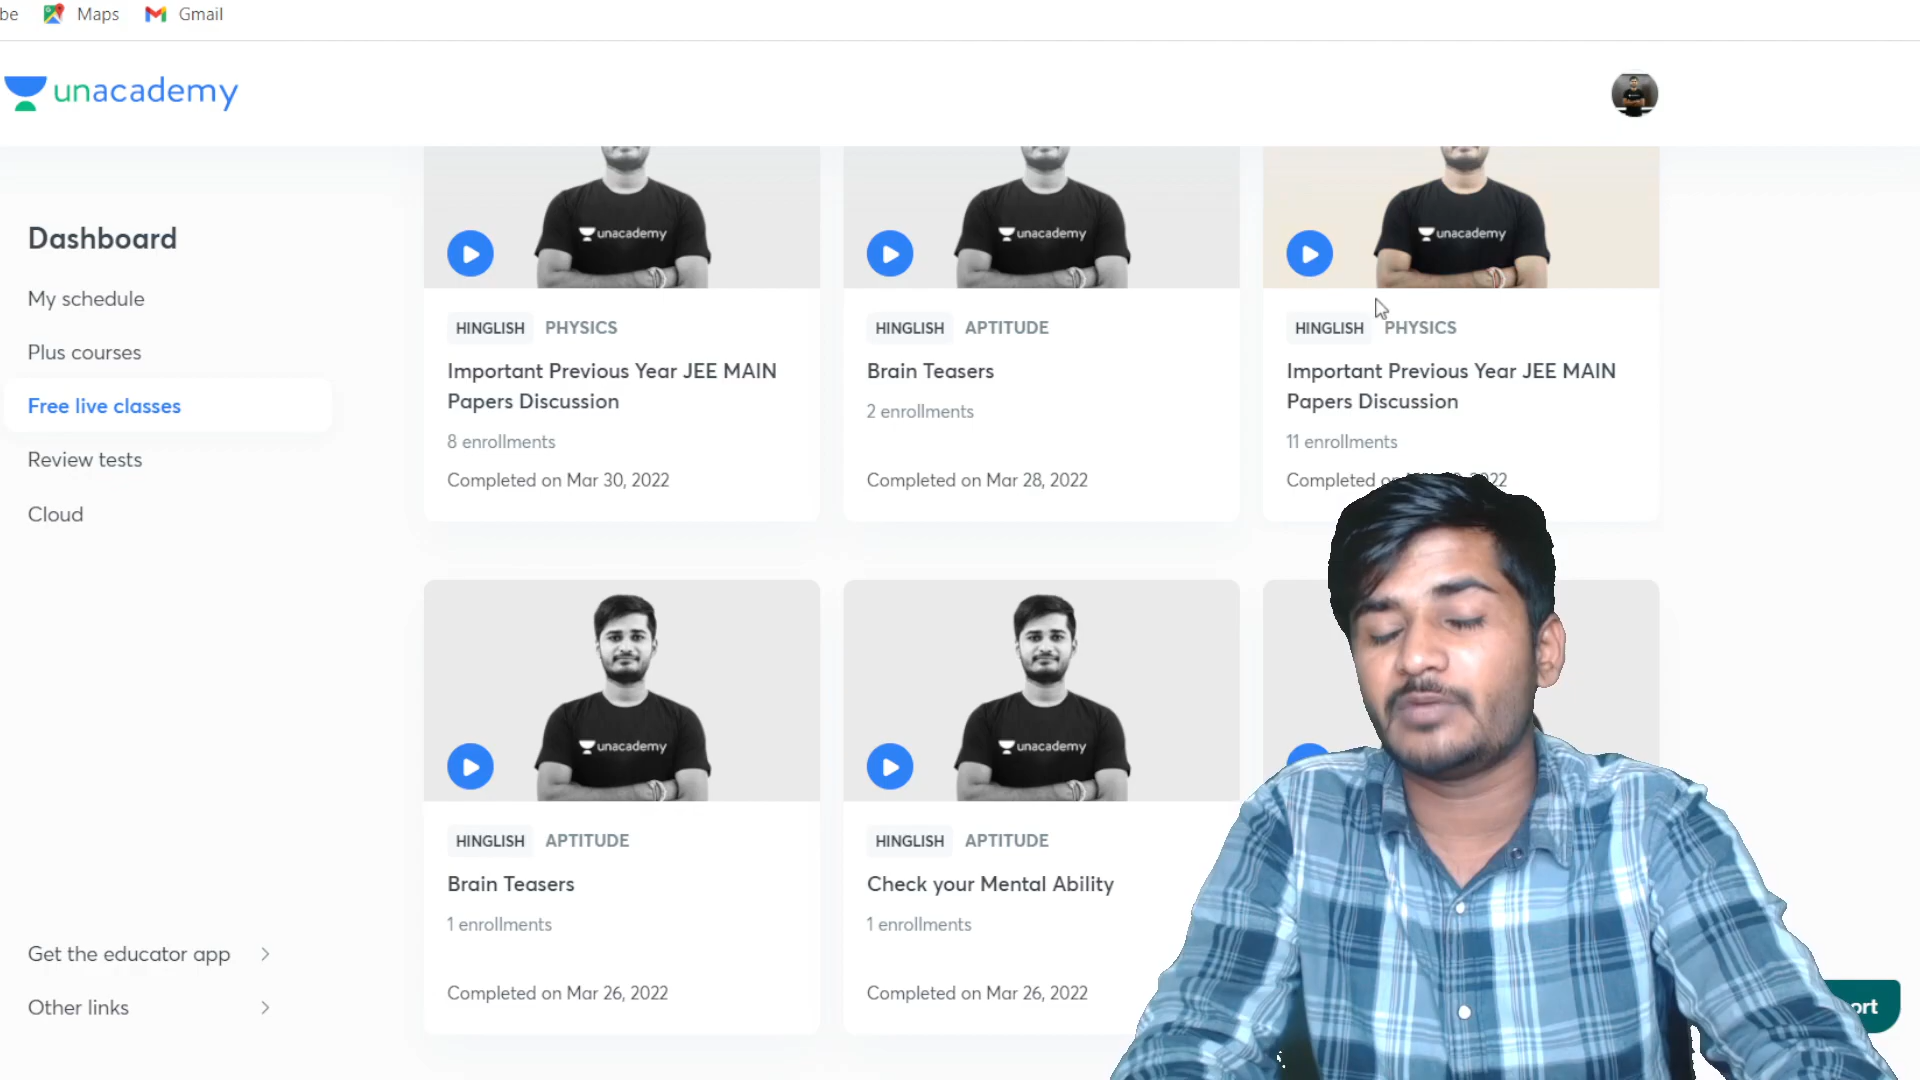 be Maps Gmail
unacademy
Dashboard
My schedule
Plus courses
Free live classes
Review tests
Cloud
Get the educator app
Other links
unacademy
HINGLISH PHYSICS
Important Previous Year JEE MAIN
Papers Discussion
8 enrollments
Completed on Mar 30, 2022
unacademy
HINGLISH APTITUDE
Brain Teasers
2 enrollments
Completed on Mar 28, 2022
unacademy
HINGLISH PHYSICS
Important Previous Year JEE MAIN
Papers Discussion
11 enrollments
Completed
unacademy
HINGLISH APTITUDE
Brain Teasers
1 enrollments
Completed on Mar 26, 2022
unacademy
HINGLISH APTITUDE
Check your Mental Ability
1 enrollments
Completed on Mar 26, 2022
ort